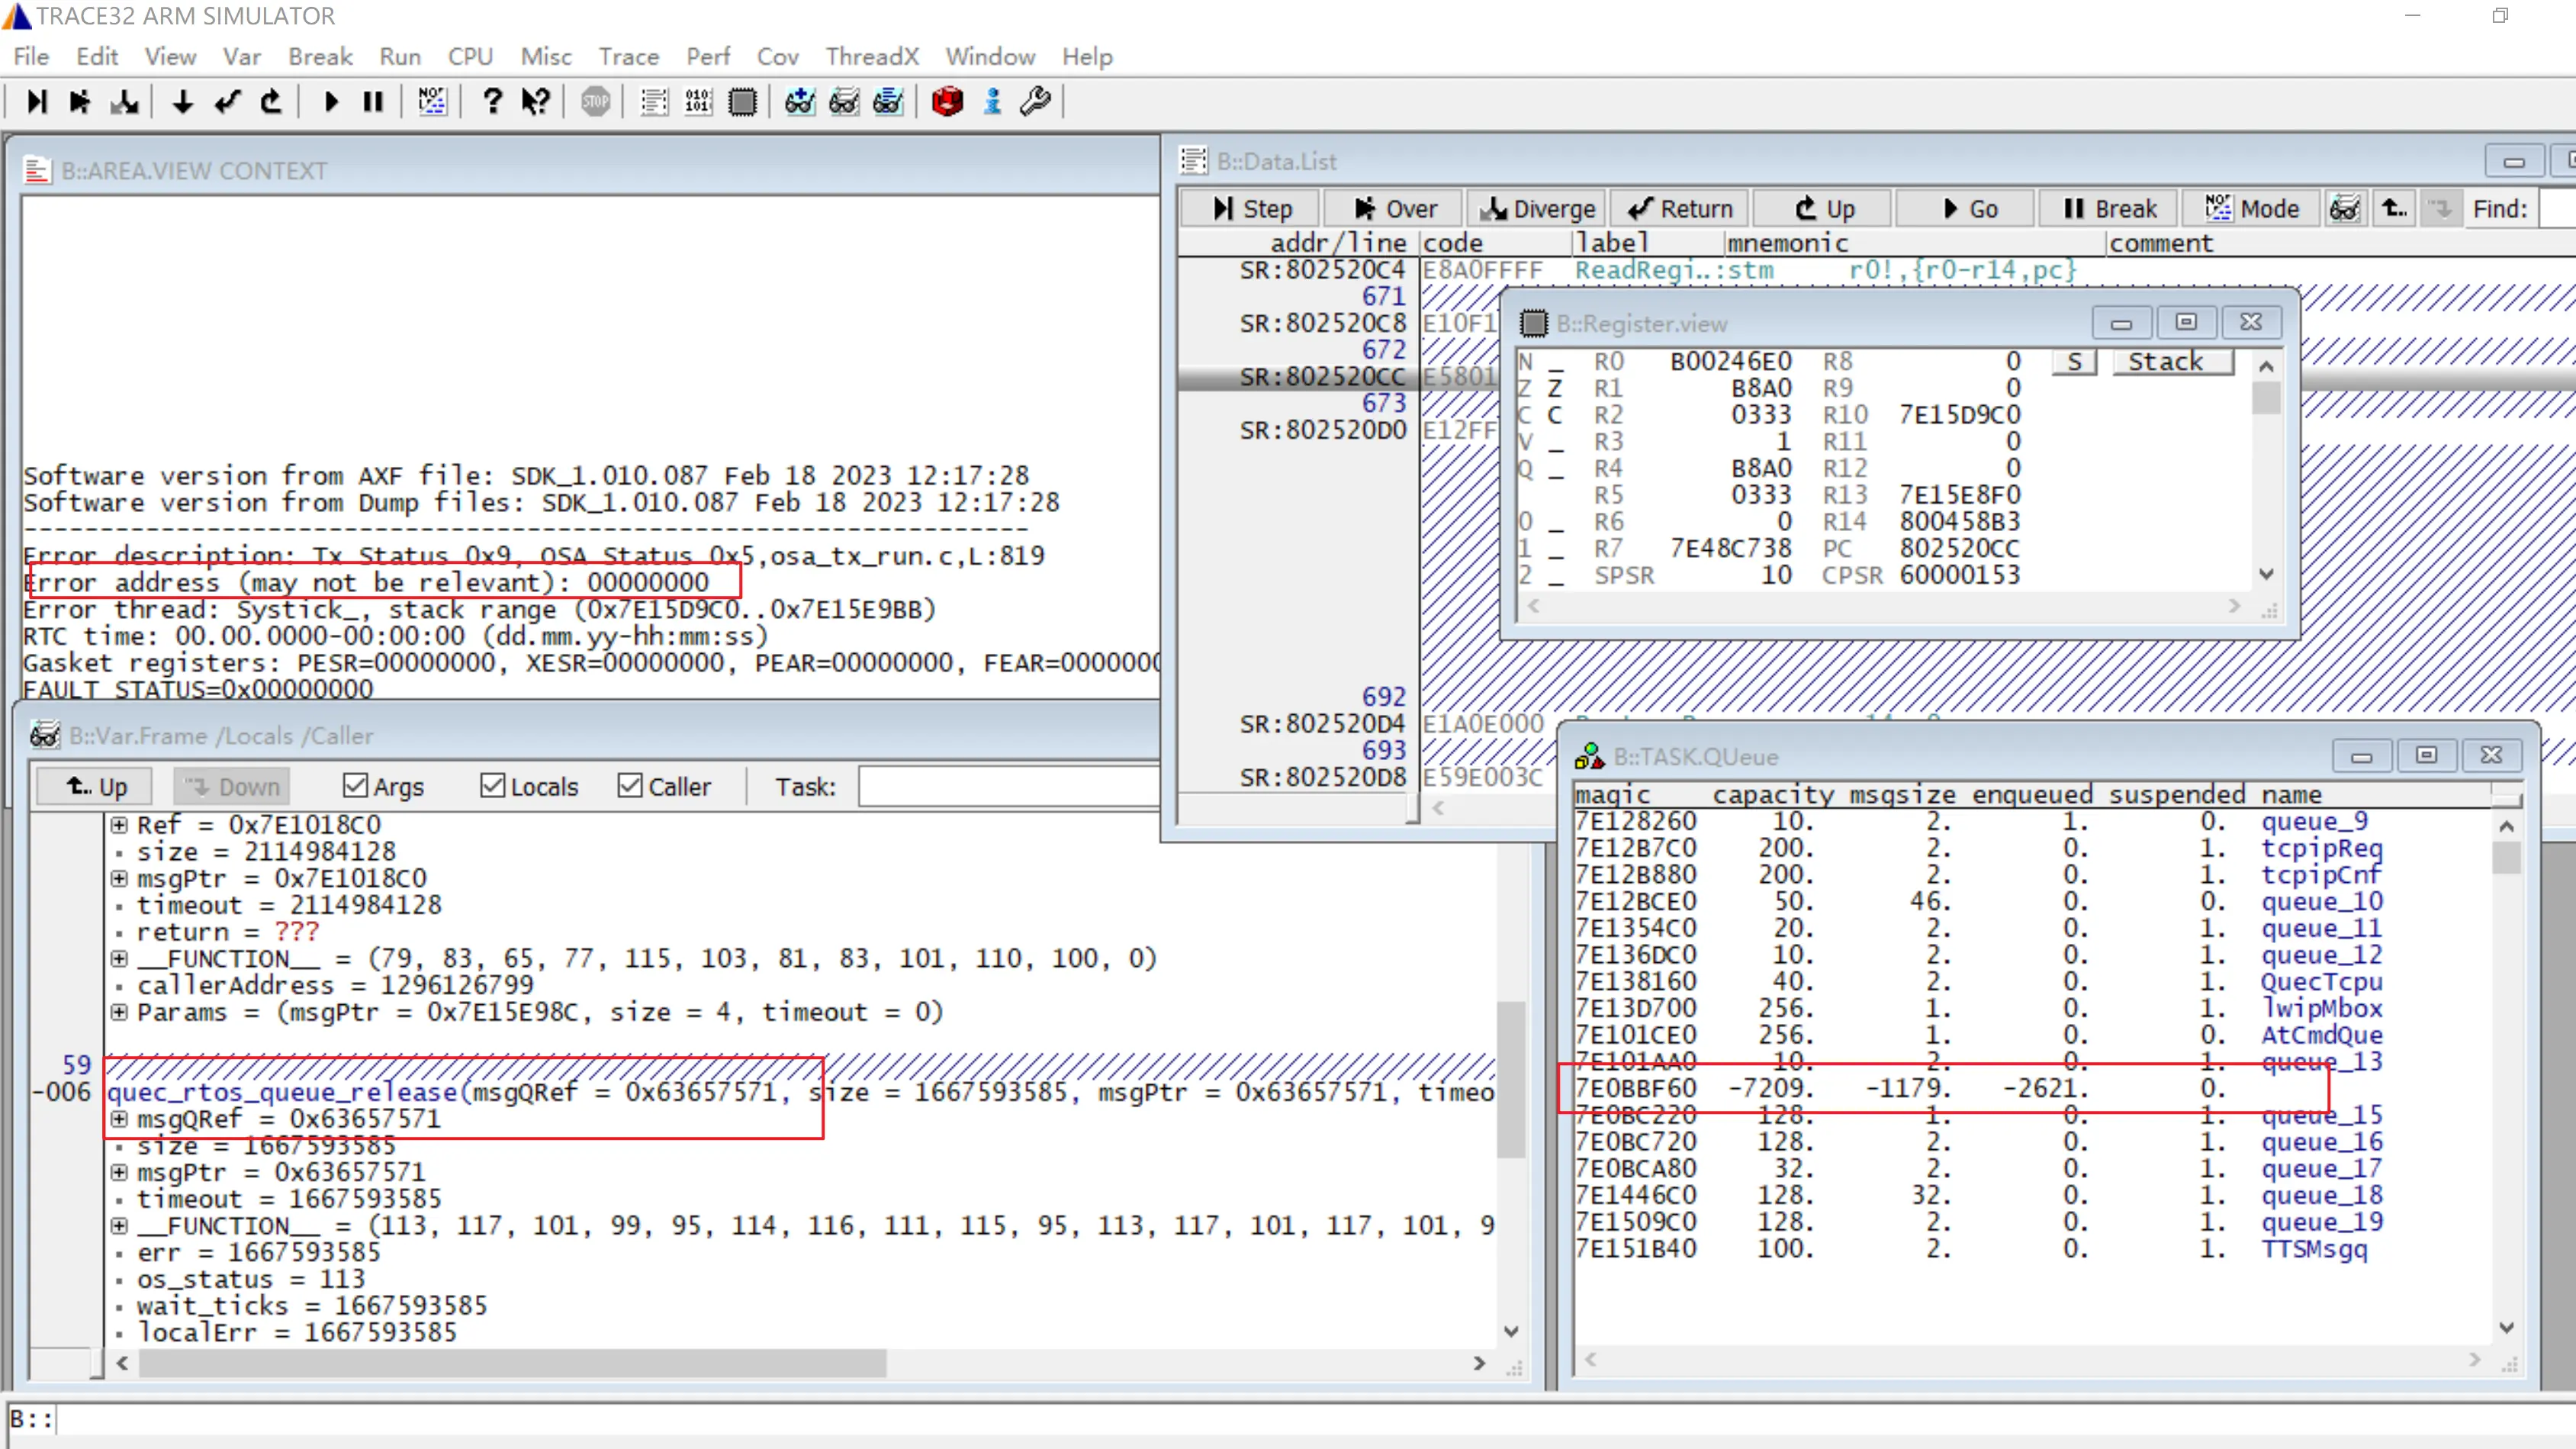 TRACE32 ARM SIMULATOR
File Edit View Var Break Run CPU Misc Trace Perf Cov ThreadX Window Help
B::AREA.VIEW CONTEXT
Software version from AXF file: SDK_1.010.087 Feb 18 2023 12:17:28
Software version from Dump files: SDK_1.010.087 Feb 18 2023 12:17:28
------------------------------------------------------------------
Error description: Tx Status 0x9, OSA Status 0x5,osa_tx_run.c,L:819
Error address (may not be relevant): 00000000
Error thread: Systick_, stack range (0x7E15D9C0..0x7E15E9BB)
RTC time: 00.00.0000-00:00:00 (dd.mm.yy-hh:mm:ss)
Gasket registers: PESR=00000000, XESR=00000000, PEAR=00000000, FEAR=0000000
FAULT STATUS=0x00000000
B::Data.List
Step Over Diverge Return Up Go Break Mode Find:
addr/line code label mnemonic comment
SR:802520C4 E8A0FFFF ReadRegi..:stm r0!,{r0-r14,pc}
671
SR:802520C8 E10F1
672
SR:802520CC E5801
673
SR:802520D0 E12FF
692
SR:802520D4 E1A0E000
693
SR:802520D8 E59E003C
B::Register.view
N _ R0 B00246E0 R8 0 S Stack
Z Z R1 B8A0 R9 0
C C R2 0333 R10 7E15D9C0
V _ R3 1 R11 0
Q _ R4 B8A0 R12 0
R5 0333 R13 7E15E8F0
0 _ R6 0 R14 800458B3
1 _ R7 7E48C738 PC 802520CC
2 _ SPSR 10 CPSR 60000153
B::Var.Frame /Locals /Caller
Up Down Args Locals Caller Task:
Ref = 0x7E1018C0
size = 2114984128
msgPtr = 0x7E1018C0
timeout = 2114984128
return = ???
__FUNCTION__ = (79, 83, 65, 77, 115, 103, 81, 83, 101, 110, 100, 0)
callerAddress = 1296126799
Params = (msgPtr = 0x7E15E98C, size = 4, timeout = 0)
59
-006 quec_rtos_queue_release(msgQRef = 0x63657571, size = 1667593585, msgPtr = 0x63657571, timeo
msgQRef = 0x63657571
size = 1667593585
msgPtr = 0x63657571
timeout = 1667593585
__FUNCTION__ = (113, 117, 101, 99, 95, 114, 116, 111, 115, 95, 113, 117, 101, 117, 101, 9
err = 1667593585
os_status = 113
wait_ticks = 1667593585
localErr = 1667593585
B::TASK.QUeue
magic capacity msgsize enqueued suspended name
7E128260 10. 2. 1. 0. queue_9
7E12B7C0 200. 2. 0. 1. tcpipReq
7E12B880 200. 2. 0. 1. tcpipCnf
7E12BCE0 50. 46. 0. 0. queue_10
7E1354C0 20. 2. 0. 1. queue_11
7E136DC0 10. 2. 0. 1. queue_12
7E138160 40. 2. 0. 1. QuecTcpu
7E13D700 256. 1. 0. 1. lwipMbox
7E101CE0 256. 1. 0. 0. AtCmdQue
7E101AA0 10. 2. 0. 1. queue_13
7E0BBF60 -7209. -1179. -2621. 0.
7E0BC220 128. 1. 0. 1. queue_15
7E0BC720 128. 2. 0. 1. queue_16
7E0BCA80 32. 2. 0. 1. queue_17
7E1446C0 128. 32. 0. 1. queue_18
7E1509C0 128. 2. 0. 1. queue_19
7E151B40 100. 2. 0. 1. TTSMsgq
B::